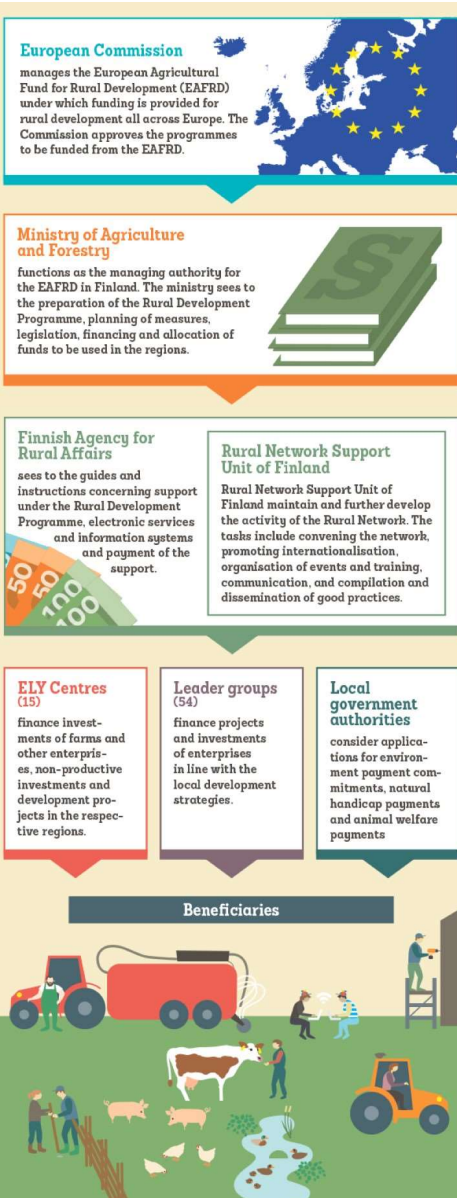 European Commission
manages the European Agricultural
Fund for Rural Development (EAFRD)
under which funding is provided for
rural development all across Europe. The
Commission approves the programmes
to be funded from the EAFRD.
Ministry of Agriculture
and Forestry
functions as the managing authority for
the EAFRD in Finland. The ministry sees to
the preparation of the Rural Development
Programme, planning of measures,
legislation, financing and allocation of
funds to be used in the regions.
§
Finnish Agency for
Rural Affairs
sees to the guides and
instructions concerning support
under the Rural Development
Programme, electronic services
and information systems
and payment of the
support.
50
50
100
100
Rural Network Support
Unit of Finland
Rural Network Support Unit of
Finland maintain and further develop
the activity of the Rural Network. The
tasks include convening the network,
promoting internationalisation,
organisation of events and training,
communication, and compilation and
dissemination of good practices.
ELY Centres
(15)
finance invest-
ments of farms and
other enterpris-
es, non-productive
investments and
development pro-
jects in the respec-
tive regions.
Leader groups
(54)
finance projects
and investments
of enterprises
in line with the
local development
strategies.
Local
government
authorities
consider applica-
tions for environ-
ment payment com-
mitments, natural
handicap payments
and animal welfare
payments
Beneficiaries